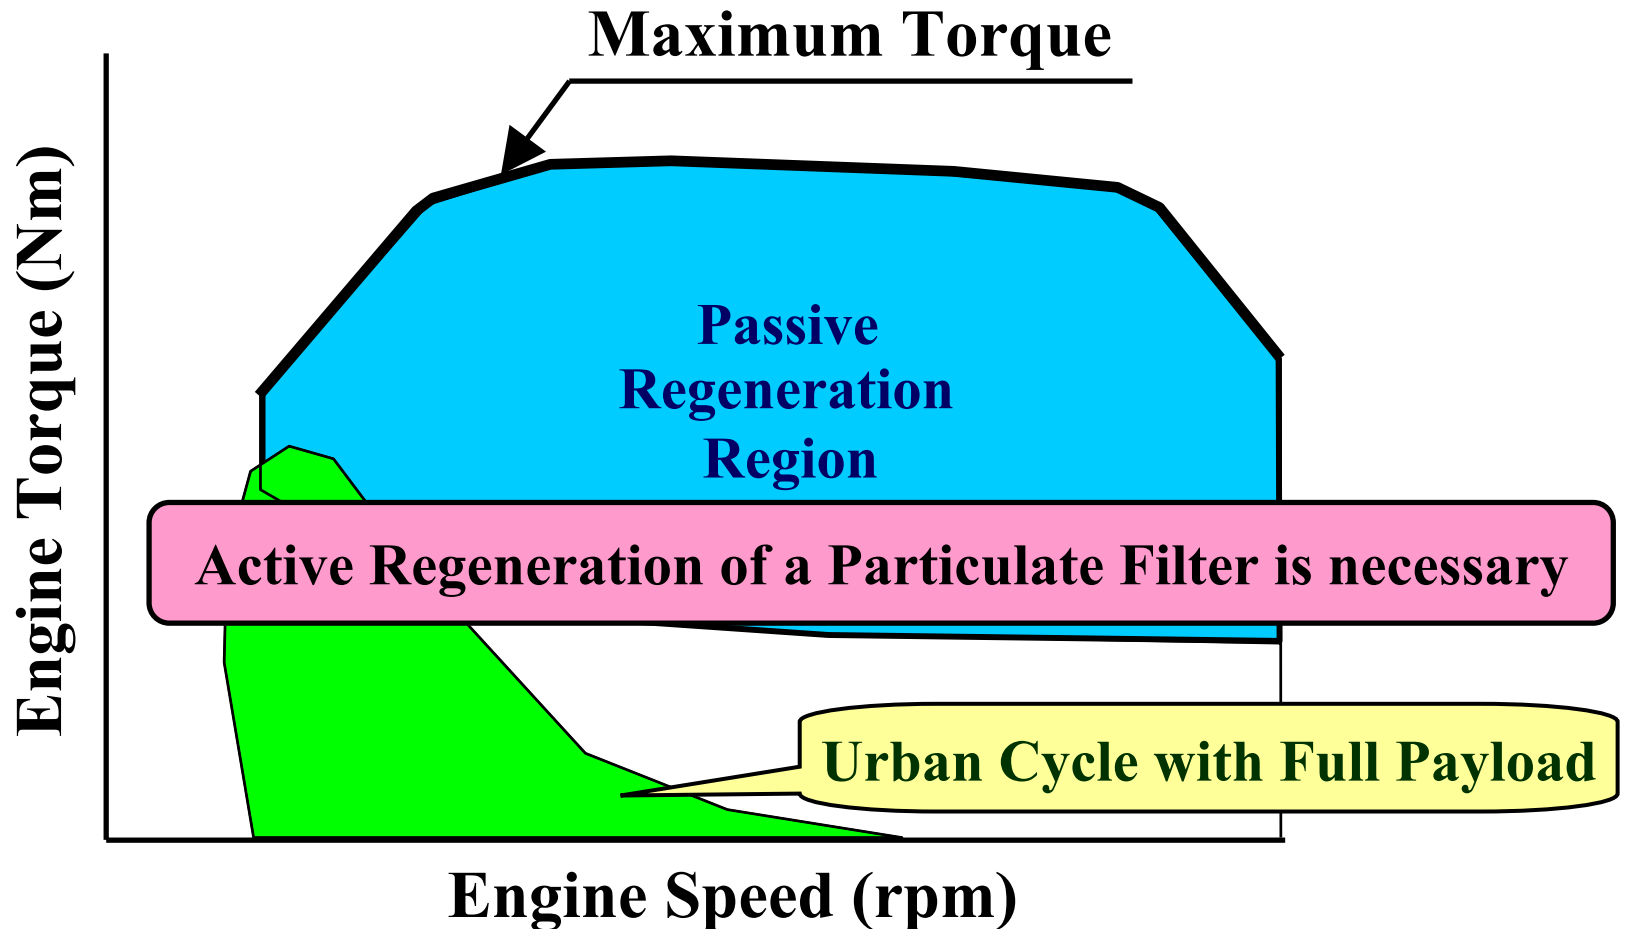 Maximum Torque
Engine Torque (Nm)
Passive
Regeneration
Region
Active Regeneration of a Particulate Filter is necessary
Urban Cycle with Full Payload
Engine Speed (rpm)